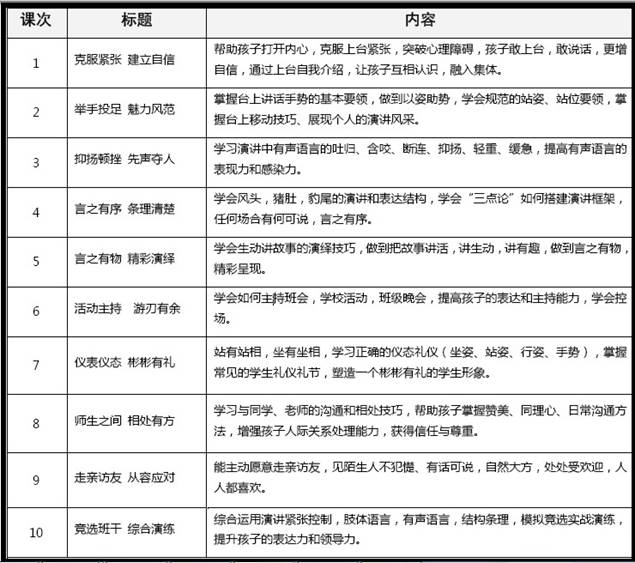 课次 标题 内容
1 克服紧张 建立自信 帮助孩子打开内心，克服上台紧张，突破心理障碍，孩子敢上台，敢说话，更增
自信，通过上台自我介绍，让孩子互相认识，融入集体。
2 举手投足 魅力风范 掌握台上讲话手势的基本要领，做到以姿助势，学会规范的站姿、站位要领，掌
握台上移动技巧、展现个人的演讲风采。
3 抑扬顿挫 先声夺人 学习演讲中有声语言的吐归、含咬、断连、抑扬、轻重、缓急，提高有声语言的
表现力和感染力。
4 言之有序 条理清楚 学会风头，猪肚，豹尾的演讲和表达结构，学会“三点论”如何搭建演讲框架，
任何场合有何可说，言之有序。
5 言之有物 精彩演绎 学会生动讲故事的演绎技巧，做到把故事讲活，讲生动，讲有趣，做到言之有物，
精彩呈现。
6 活动主持 游刃有余 学会如何主持班会，学校活动，班级晚会，提高孩子的表达和主持能力，学会控
场。
7 仪表仪态 彬彬有礼 站有站相，坐有坐相，学习正确的仪态礼仪（坐姿、站姿、行姿、手势），掌握
常见的学生礼仪礼节，塑造一个彬彬有礼的学生形象。
8 师生之间 相处有方 学习与同学、老师的沟通和相处技巧，帮助孩子掌握赞美、同理心、日常沟通方
法，增强孩子人际关系处理能力，获得信任与尊重。
9 走亲访友 从容应对 能主动愿意走亲访友，见陌生人不犯憷、有话可说，自然大方，处处受欢迎，人
人都喜欢。
10 竞选班干 综合演练 综合运用演讲紧张控制，肢体语言，有声语言，结构条理，模拟竞选实战演练，
提升孩子的表达力和领导力。